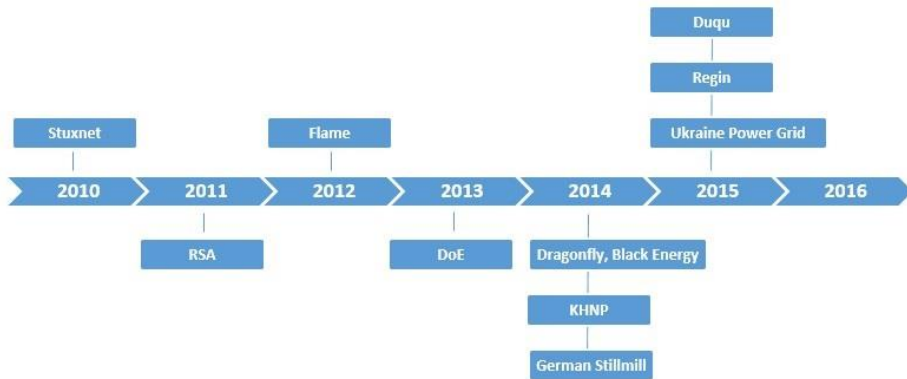 Duqu
Regin
Stuxnet
Flame
Ukraine Power Grid
2010
2011
2012
2013
2014
2015
2016
RSA
DoE
Dragonfly, Black Energy
KHNP
German Stillmill